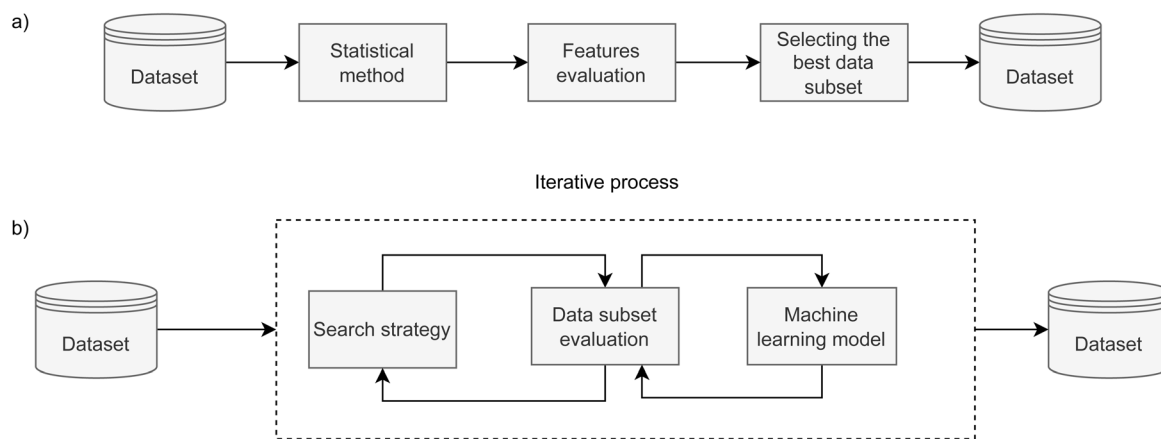 a)
Dataset
Statistical
method
Features
evaluation
Selecting the
best data
subset
Dataset
Iterative process
b)
Dataset
Search strategy
Data subset
evaluation
Machine
learning model
Dataset